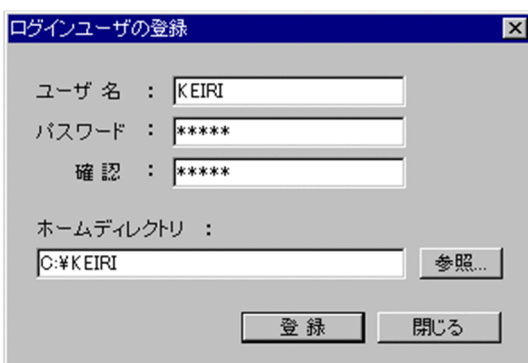 ログインユーザの登録
ユーザ 名 : KEIRI
パスワード : *****
確 認 : *****
ホームディレクトリ :
C:¥KEIRI 参照...
登 録 閉じる